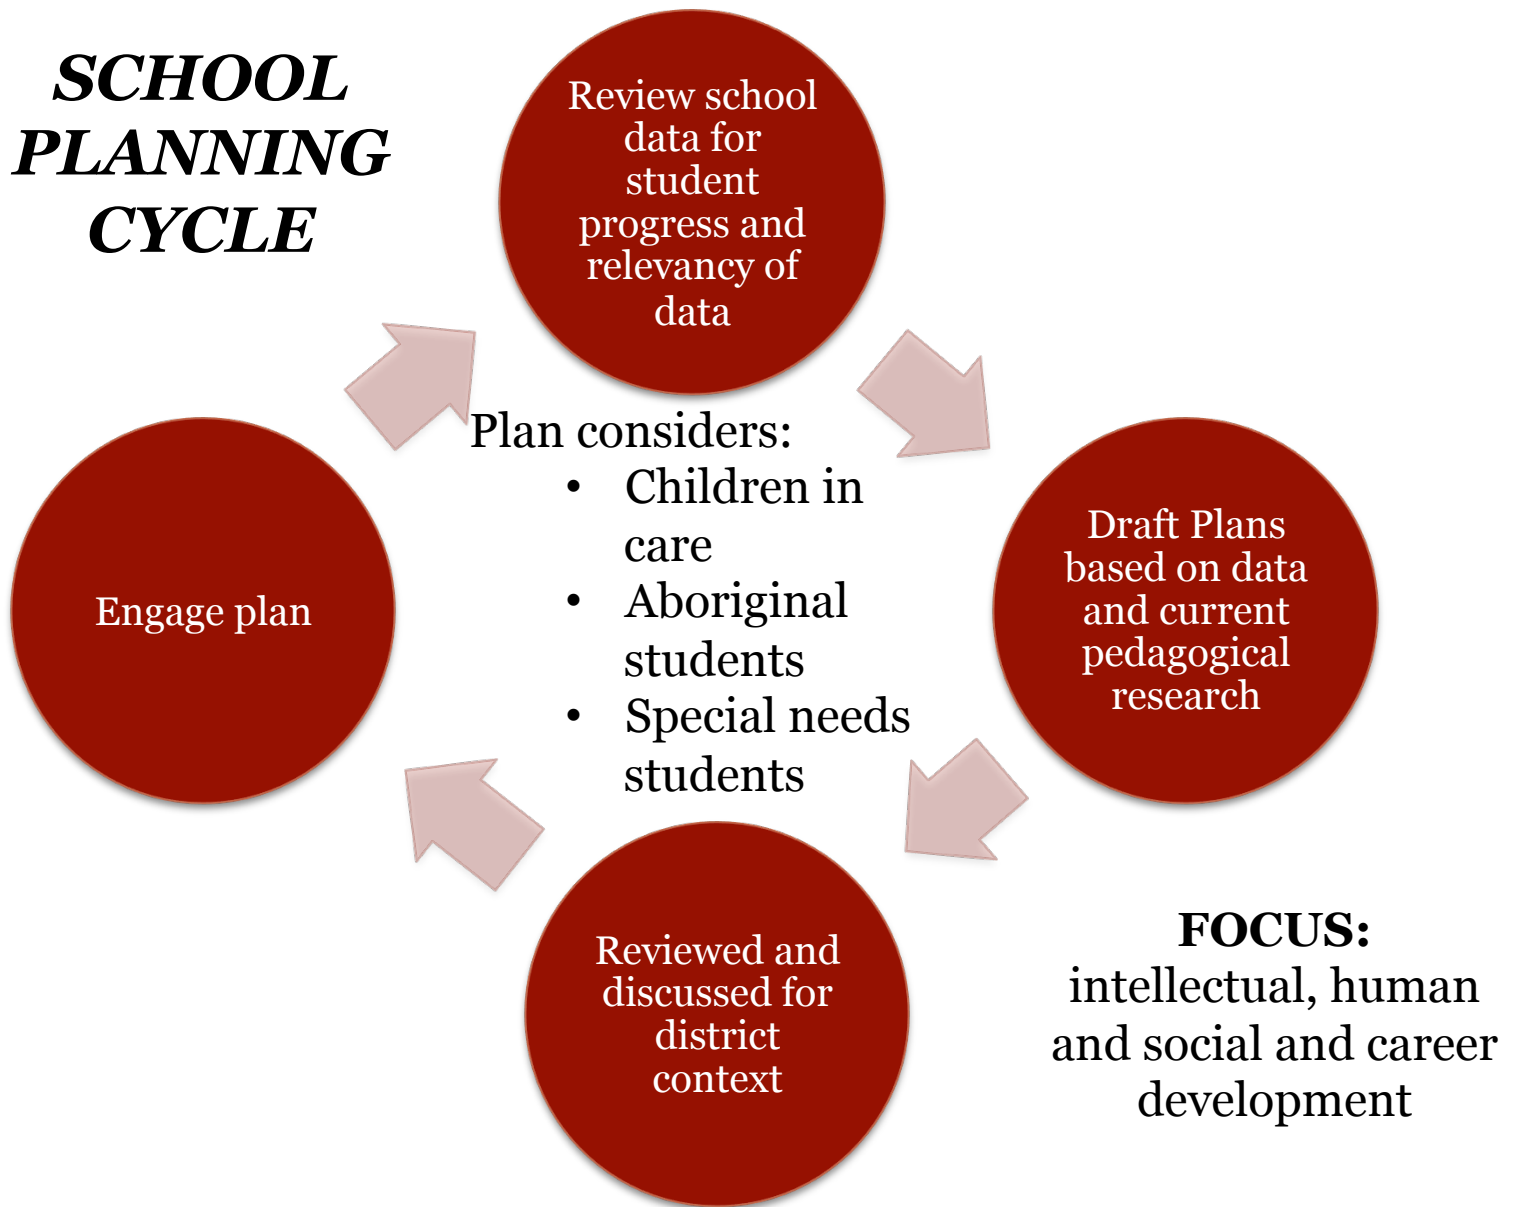 SCHOOL
PLANNING
CYCLE
Review school
data for
student
progress and
relevancy of
data
Plan considers:
• Children in
care
• Aboriginal
students
• Special needs
students
Draft Plans
based on data
and current
pedagogical
research
Reviewed and
discussed for
district
context
Engage plan
FOCUS:
intellectual, human
and social and career
development